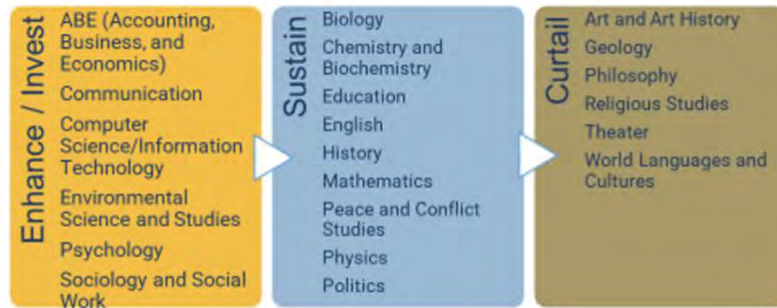 Enhance / Invest
ABE (Accounting,
Business, and
Economics)
Communication
Computer
Science/Information
Technology
Environmental
Science and Studies
Psychology
Sociology and Social
Work
Sustain
Biology
Chemistry and
Biochemistry
Education
English
History
Mathematics
Peace and Conflict
Studies
Physics
Politics
Curtail
Art and Art History
Geology
Philosophy
Religious Studies
Theater
World Languages and
Cultures